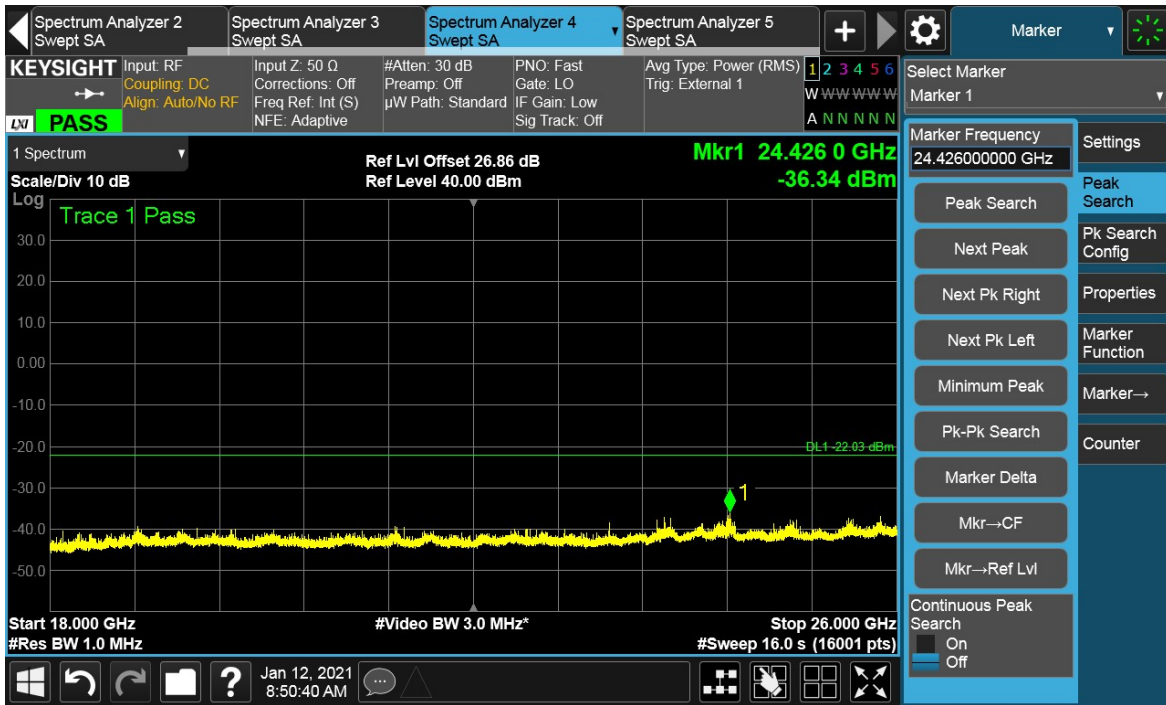 Spectrum Analyzer 2
Swept SA
Spectrum Analyzer 3
Swept SA
Spectrum Analyzer 4
Swept SA
Spectrum Analyzer 5
Swept SA
Marker
KEYSIGHT
LXI PASS
Input: RF
Coupling: DC
Align: Auto/No RF
Input Z: 50 Ω
Corrections: Off
Freq Ref: Int (S)
NFE: Adaptive
#Atten: 30 dB
Preamp: Off
µW Path: Standard
PNO: Fast
Gate: LO
IF Gain: Low
Sig Track: Off
Avg Type: Power (RMS)
Trig: External 1
1 2 3 4 5 6
W W W W W W
A N N N N N
1 Spectrum
Scale/Div 10 dB
Ref Lvl Offset 26.86 dB
Ref Level 40.00 dBm
Mkr1 24.426 0 GHz
-36.34 dBm
Log
Trace 1 Pass
30.0
20.0
10.0
0.00
-10.0
-20.0
-30.0
-40.0
-50.0
DL1 -22.03 dBm
1
Start 18.000 GHz
#Res BW 1.0 MHz
#Video BW 3.0 MHz*
Stop 26.000 GHz
#Sweep 16.0 s (16001 pts)
Select Marker
Marker 1
Marker Frequency
24.426000000 GHz
Peak Search
Next Peak
Next Pk Right
Next Pk Left
Minimum Peak
Pk-Pk Search
Marker Delta
Mkr→CF
Mkr→Ref Lvl
Continuous Peak
Search
On
Off
Settings
Peak
Search
Pk Search
Config
Properties
Marker
Function
Marker→
Counter
?
Jan 12, 2021
8:50:40 AM